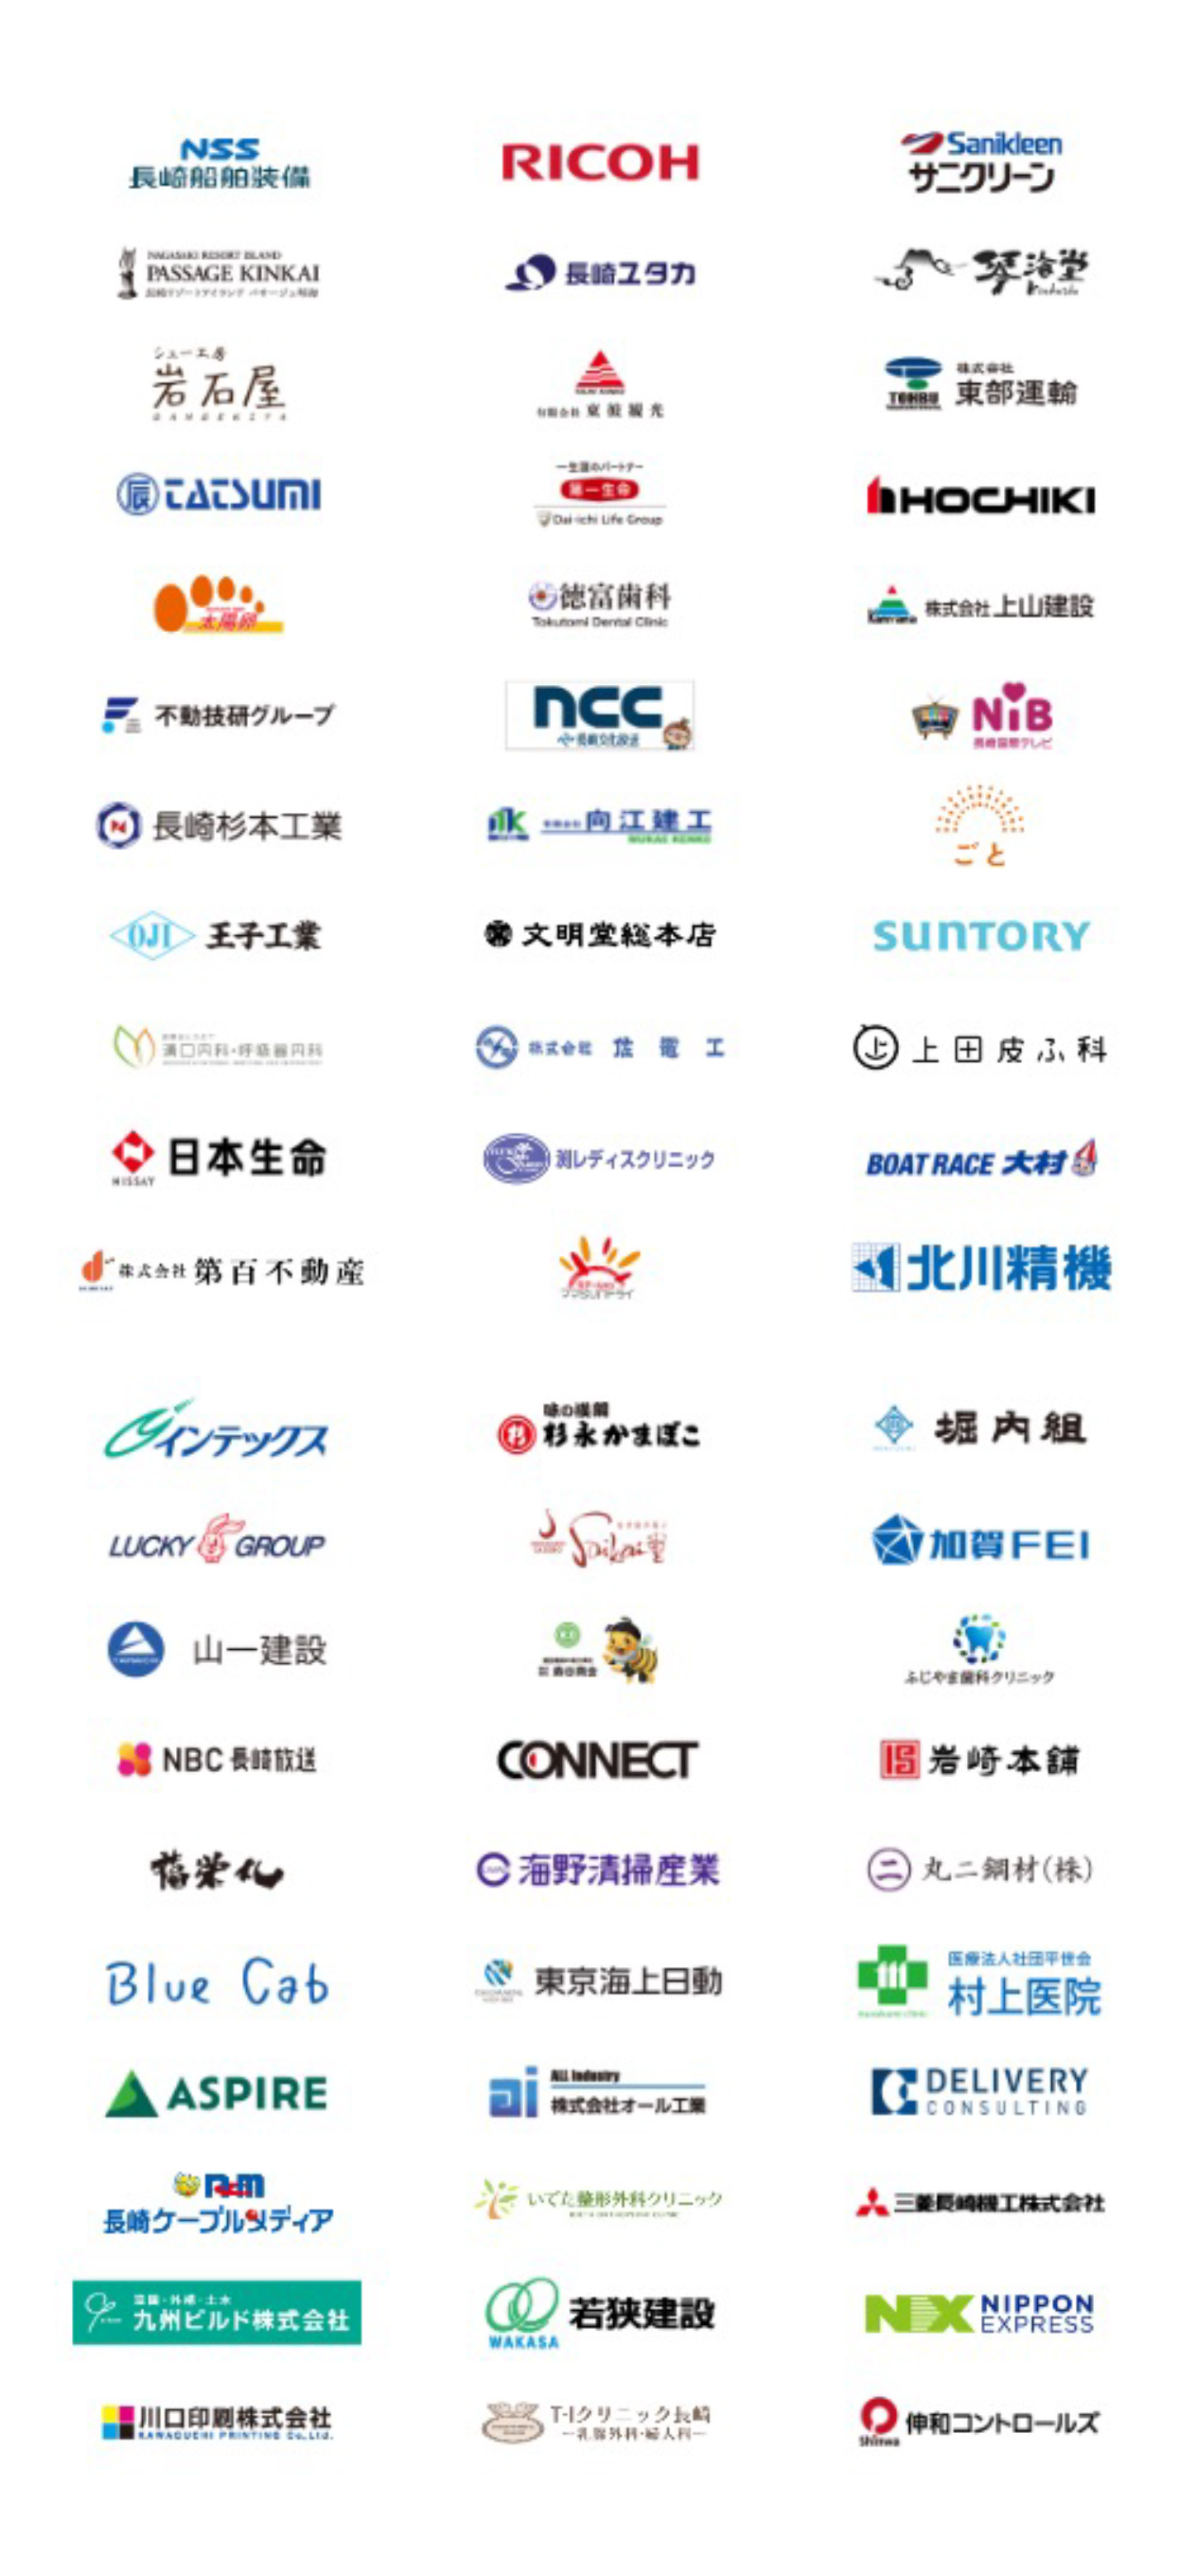 NSS
長崎船舶装備
RICOH
Sanikleen
サニクリーン
NAGASAKI RESORT ISLAND
PASSAGE KINKAI
長崎リゾートアイランド パサージュ琴海
長崎ユタカ
琴海堂
シュー工房
岩石屋
GANSEKIYA
有限会社 東彼観光
TOHBU
株式会社
東部運輸
辰 TATSUMI
一生涯のパートナー
第一生命
Dai-ichi Life Group
HOCHIKI
太陽卵
徳富歯科
Tokutomi Dental Clinic
株式会社 上山建設
不動技研グループ
ncc
長崎文化放送
NiB
長崎国際テレビ
長崎杉本工業
向江建工
MUKAE KENKO
ごと
OJI 王子工業
文明堂総本店
SUNTORY
溝口内科・呼吸器内科
株式会社 佐電工
上田皮ふ科
NISSAY
日本生命
渕レディスクリニック
BOAT RACE 大村
株式会社 第百不動産
北川精機
インテックス
味の横綱
杉永かまぼこ
堀内組
LUCKY GROUP
Saikai
加賀FEI
山一建設
ふじやま歯科クリニック
NBC 長崎放送
CONNECT
岩崎本舗
海野清掃産業
丸二鋼材(株)
Blue Cab
東京海上日動
医療法人社団平世会
村上医院
ASPIRE
ai
ALL Industry
株式会社オール工業
DELIVERY
CONSULTING
長崎ケーブルメディア
いでた整形外科クリニック
三菱長崎機工株式会社
造園・外構・土木
九州ビルド株式会社
WAKASA
若狭建設
NX NIPPON
EXPRESS
川口印刷株式会社
KAWAGUCHI PRINTING Co.,Ltd.
T-Iクリニック長崎
―乳腺外科・婦人科―
Shinwa
伸和コントロールズ